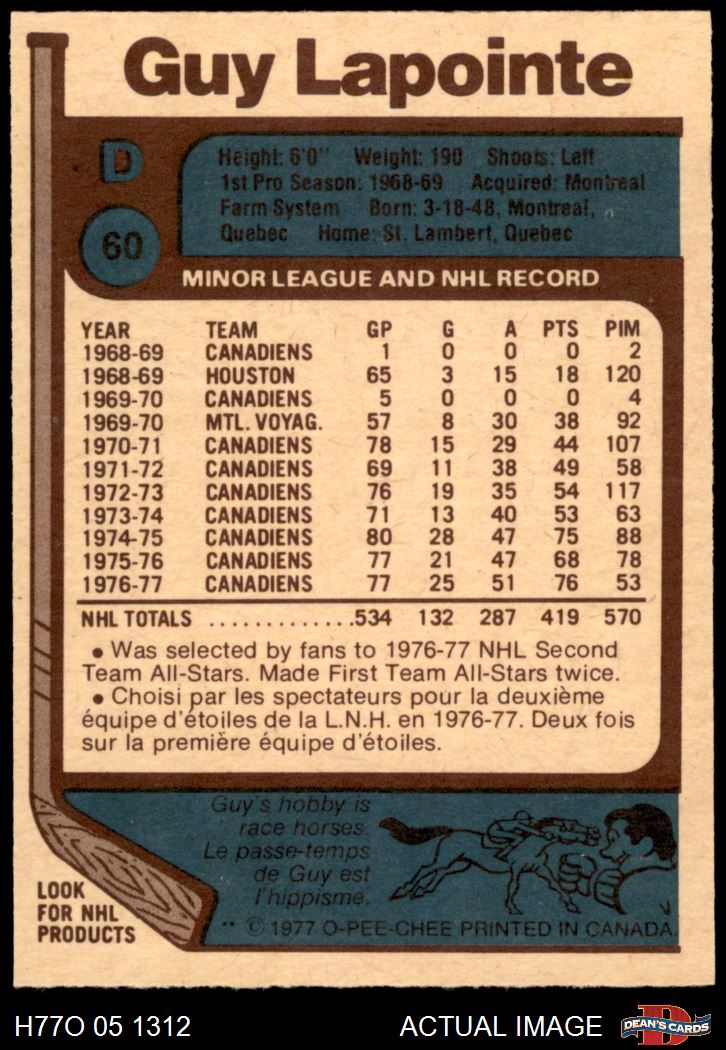 Guy Lapointe
D
60
Height: 6'0" Weight: 190 Shoots: Left
1st Pro Season: 1968-69 Acquired: Montreal
Farm System Born: 3-18-48, Montreal,
Quebec Home: St. Lambert, Quebec
MINOR LEAGUE AND NHL RECORD
YEAR TEAM GP G A PTS PIM
1968-69 CANADIENS 1 0 0 0 2
1968-69 HOUSTON 65 3 15 18 120
1969-70 CANADIENS 5 0 0 0 4
1969-70 MTL. VOYAG. 57 8 30 38 92
1970-71 CANADIENS 78 15 29 44 107
1971-72 CANADIENS 69 11 38 49 58
1972-73 CANADIENS 76 19 35 54 117
1973-74 CANADIENS 71 13 40 53 63
1974-75 CANADIENS 80 28 47 75 88
1975-76 CANADIENS 77 21 47 68 78
1976-77 CANADIENS 77 25 51 76 53
NHL TOTALS .............534 132 287 419 570
• Was selected by fans to 1976-77 NHL Second
Team All-Stars. Made First Team All-Stars twice.
• Choisi par les spectateurs pour la deuxième
équipe d'étoiles de la L.N.H. en 1976-77. Deux fois
sur la première équipe d'étoiles.
Guy's hobby is
race horses.
Le passe-temps
de Guy est
l'hippisme.
LOOK
FOR NHL
PRODUCTS
** © 1977 O-PEE-CHEE PRINTED IN CANADA.
H77O 05 1312 ACTUAL IMAGE
D
DEAN'S CARDS